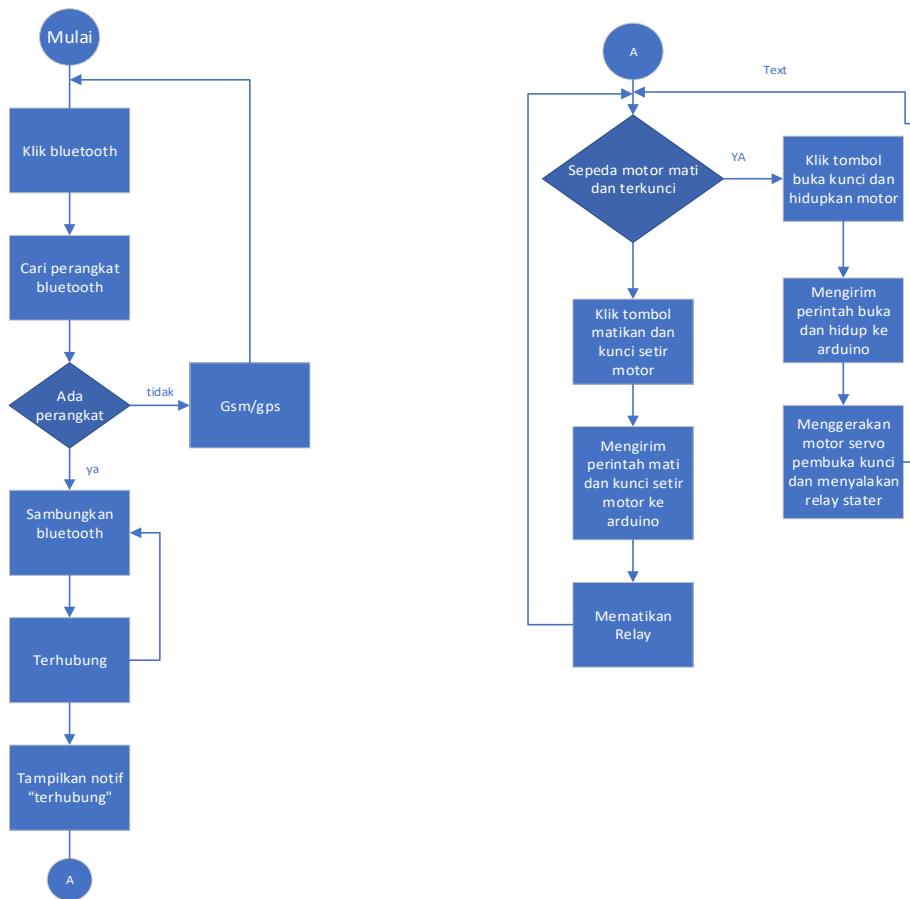 Mulai
Klik bluetooth
Cari perangkat
bluetooth
Ada
perangkat
tidak
Gsm/gps
ya
Sambungkan
bluetooth
Terhubung
Tampilkan notif
“terhubung"
A
A
Text
Sepeda motor mati
dan terkunci
YA
Klik tombol
buka kunci dan
hidupkan motor
Mengirim
perintah buka
dan hidup ke
arduino
Menggerakan
motor servo
pembuka kunci
dan menyalakan
relay stater
Klik tombol
matikan dan
kunci setir
motor
Mengirim
perintah mati
dan kunci setir
motor ke
arduino
Mematikan
Relay